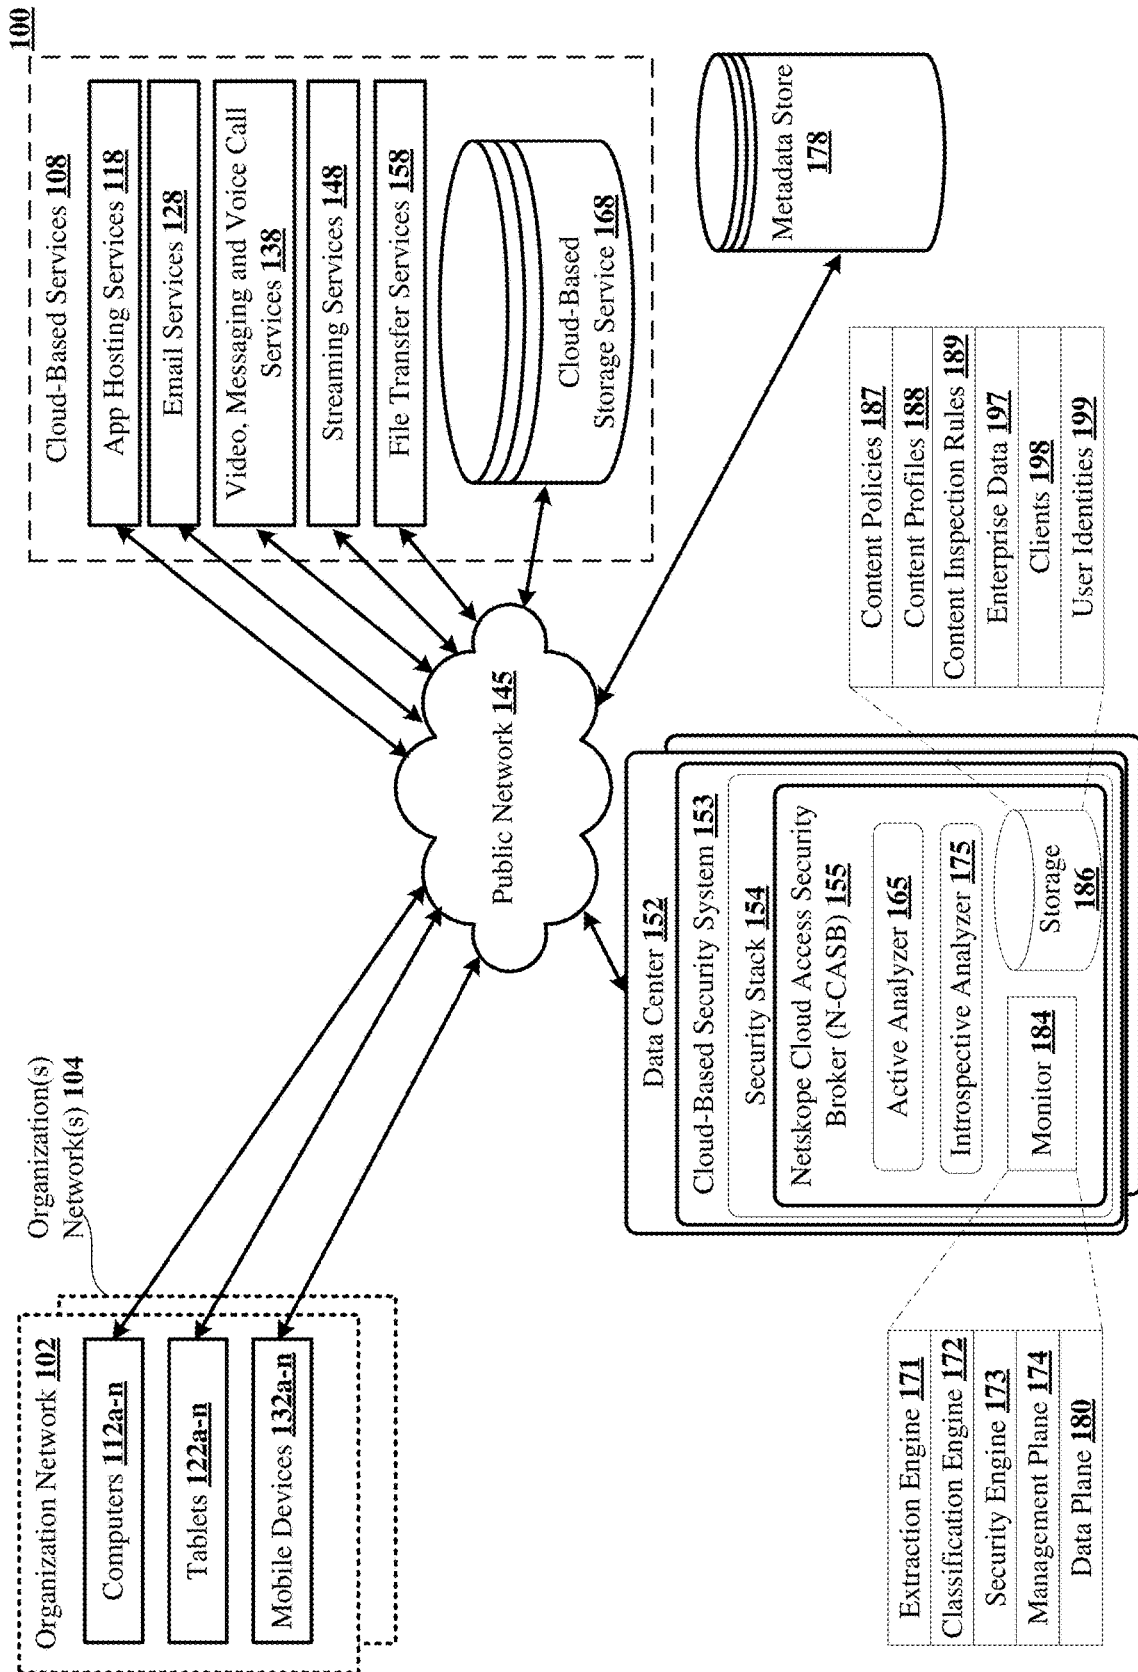 100
Organization Network 102
Computers 112a-n
Tablets 122a-n
Mobile Devices 132a-n
Organization(s)
Network(s) 104
Public Network 145
Cloud-Based Services 108
App Hosting Services 118
Email Services 128
Video, Messaging and Voice Call
Services 138
Streaming Services 148
File Transfer Services 158
Cloud-Based
Storage Service 168
Metadata Store
178
Data Center 152
Cloud-Based Security System 153
Security Stack 154
Netskope Cloud Access Security
Broker (N-CASB) 155
Active Analyzer 165
Introspective Analyzer 175
Monitor 184
Storage
186
Extraction Engine 171
Classification Engine 172
Security Engine 173
Management Plane 174
Data Plane 180
Content Policies 187
Content Profiles 188
Content Inspection Rules 189
Enterprise Data 197
Clients 198
User Identities 199